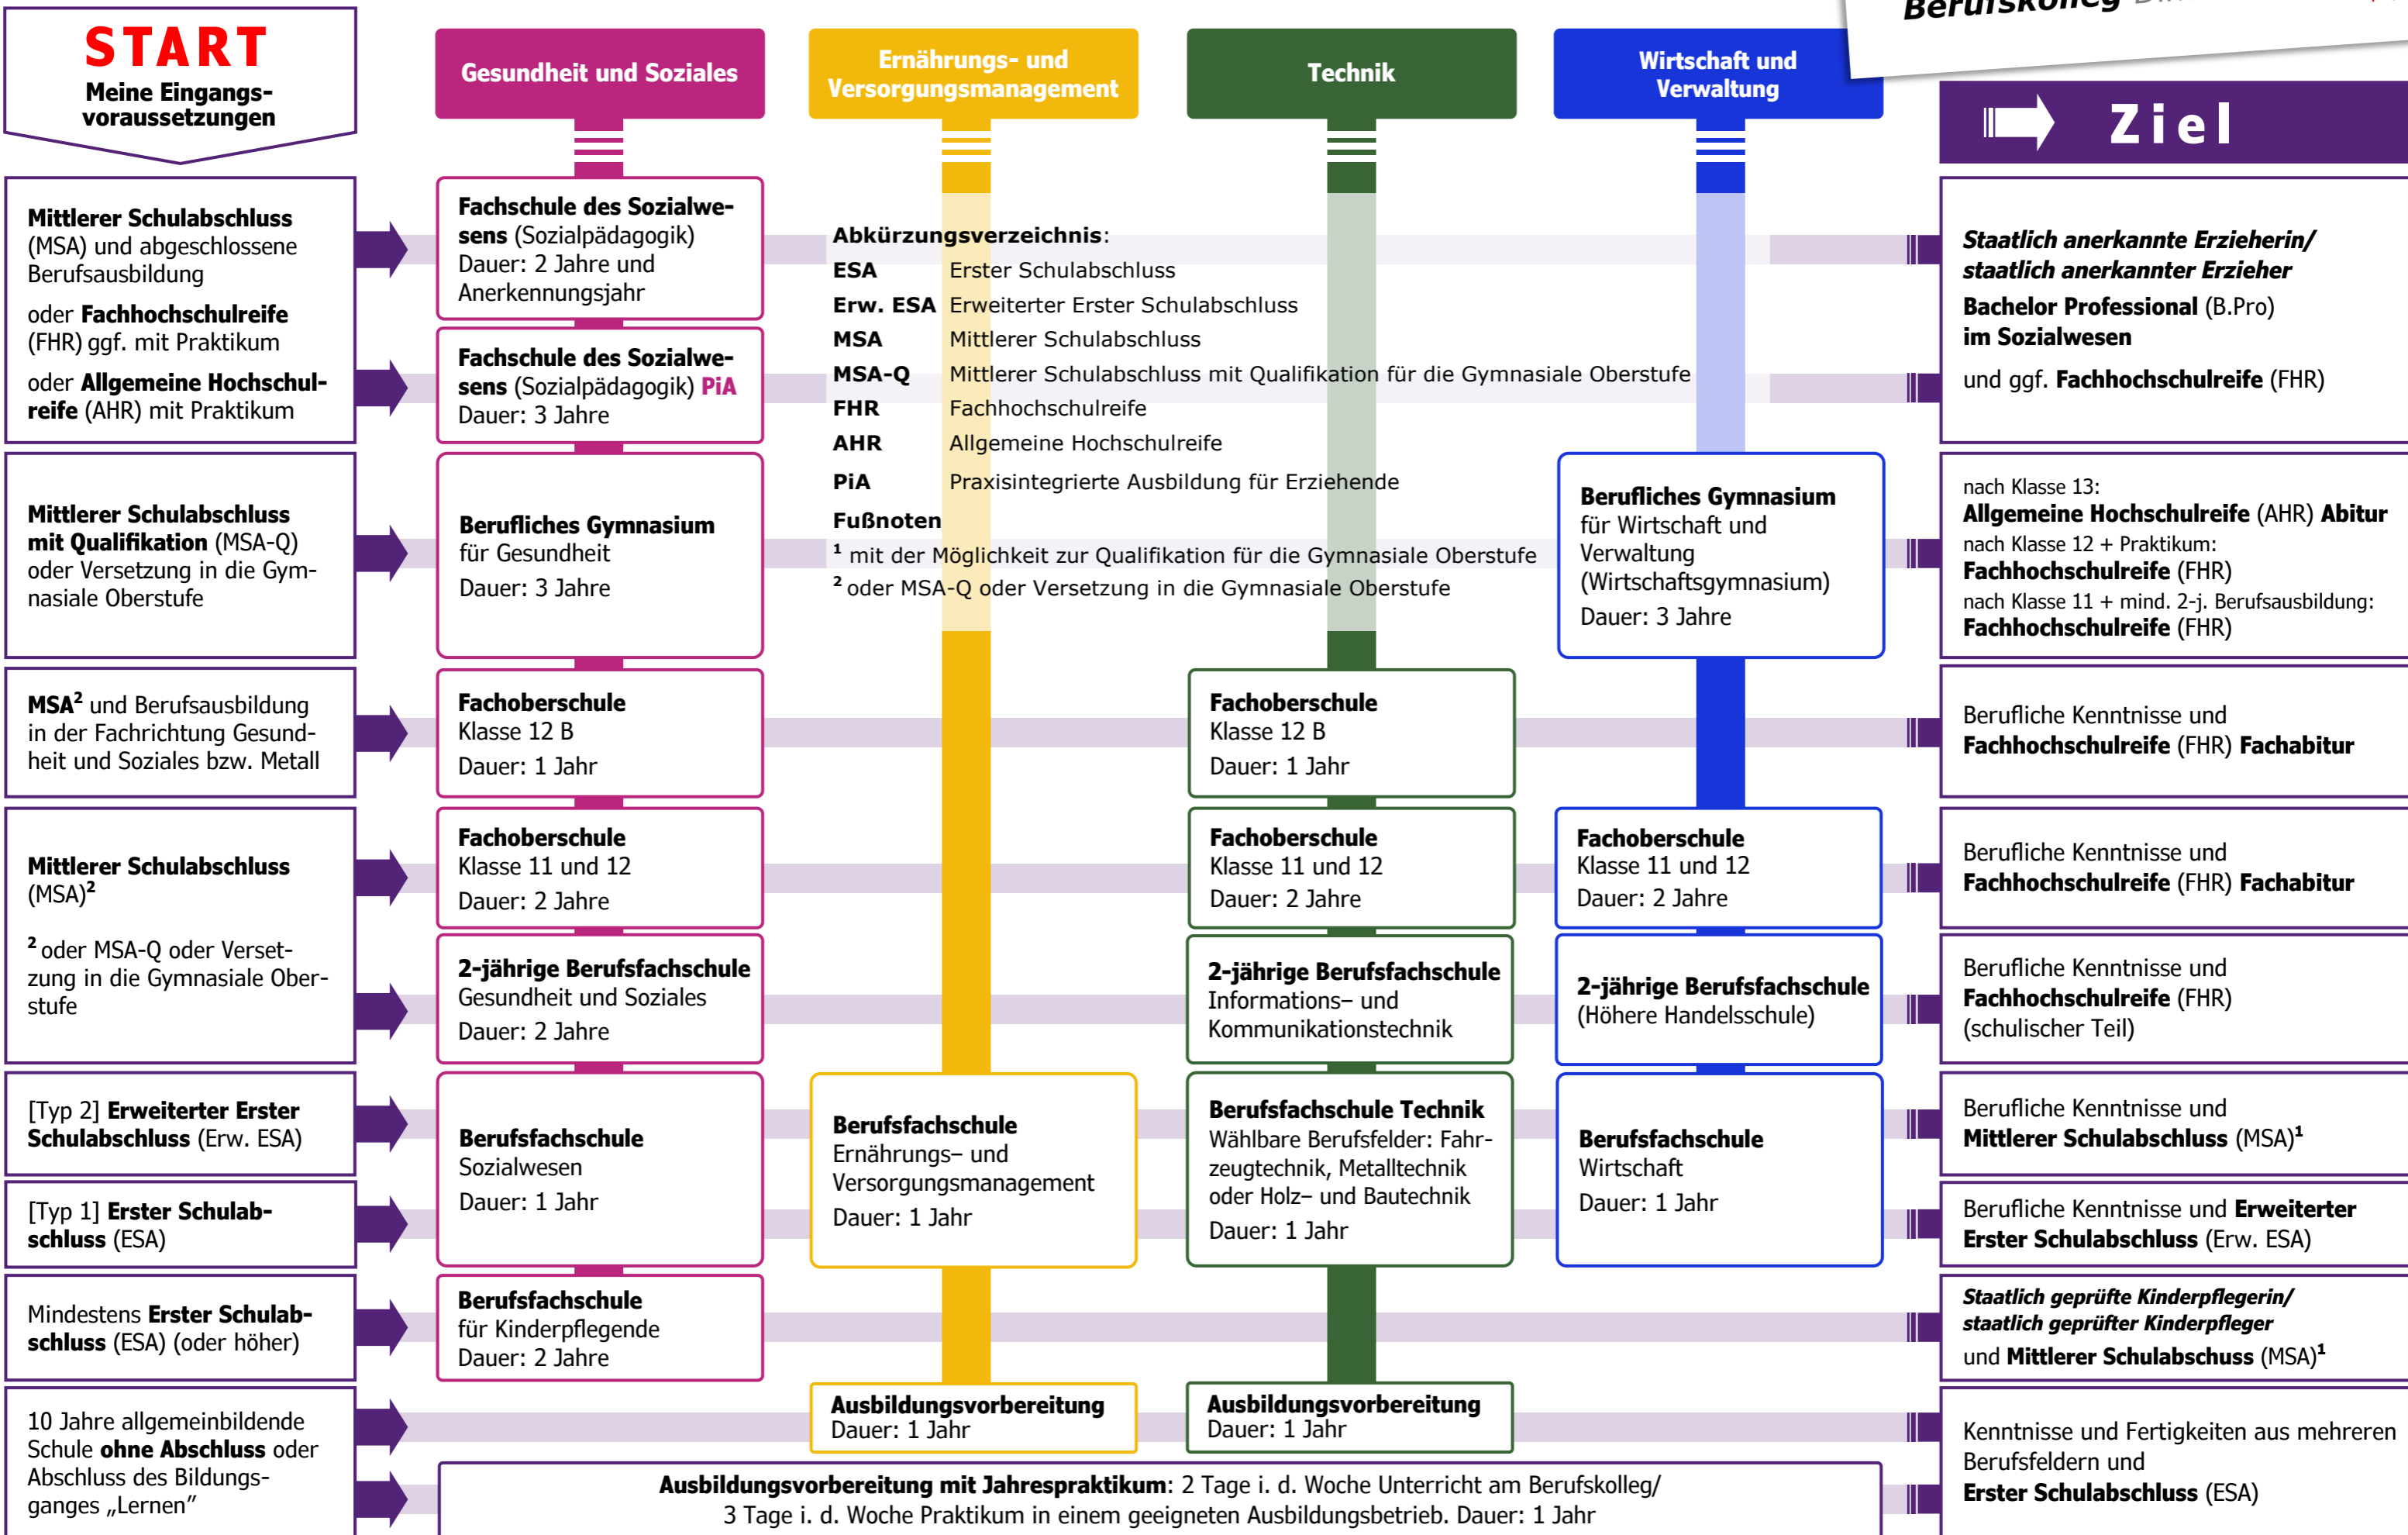 START
Meine Eingangs-
voraussetzungen
Gesundheit und Soziales
Ernährungs- und
Versorgungsmanagement
Technik
Wirtschaft und
Verwaltung
Berufskolleg
Ziel
Mittlerer Schulabschluss
(MSA) und abgeschlossene
Berufsausbildung
oder Fachhochschulreife
(FHR) ggf. mit Praktikum
oder Allgemeine Hochschul-
reife (AHR) mit Praktikum
Fachschule des Sozialwe-
sens (Sozialpädagogik)
Dauer: 2 Jahre und
Anerkennungsjahr
Fachschule des Sozialwe-
sens (Sozialpädagogik) PiA
Dauer: 3 Jahre
Abkürzungsverzeichnis:
ESA Erster Schulabschluss
Erw. ESA Erweiterter Erster Schulabschluss
MSA Mittlerer Schulabschluss
MSA-Q Mittlerer Schulabschluss mit Qualifikation für die Gymnasiale Oberstufe
FHR Fachhochschulreife
AHR Allgemeine Hochschulreife
PiA Praxisintegrierte Ausbildung für Erziehende
Fußnoten
¹ mit der Möglichkeit zur Qualifikation für die Gymnasiale Oberstufe
² oder MSA-Q oder Versetzung in die Gymnasiale Oberstufe
Staatlich anerkannte Erzieherin/
staatlich anerkannter Erzieher
Bachelor Professional (B.Pro)
im Sozialwesen
und ggf. Fachhochschulreife (FHR)
Mittlerer Schulabschluss
mit Qualifikation (MSA-Q)
oder Versetzung in die Gym-
nasiale Oberstufe
Berufliches Gymnasium
für Gesundheit
Dauer: 3 Jahre
Berufliches Gymnasium
für Wirtschaft und
Verwaltung
(Wirtschaftsgymnasium)
Dauer: 3 Jahre
nach Klasse 13:
Allgemeine Hochschulreife (AHR) Abitur
nach Klasse 12 + Praktikum:
Fachhochschulreife (FHR)
nach Klasse 11 + mind. 2-j. Berufsausbildung:
Fachhochschulreife (FHR)
MSA² und Berufsausbildung
in der Fachrichtung Gesund-
heit und Soziales bzw. Metall
Fachoberschule
Klasse 12 B
Dauer: 1 Jahr
Fachoberschule
Klasse 12 B
Dauer: 1 Jahr
Berufliche Kenntnisse und
Fachhochschulreife (FHR) Fachabitur
Mittlerer Schulabschluss
(MSA)²
² oder MSA-Q oder Verset-
zung in die Gymnasiale Ober-
stufe
Fachoberschule
Klasse 11 und 12
Dauer: 2 Jahre
Fachoberschule
Klasse 11 und 12
Dauer: 2 Jahre
Fachoberschule
Klasse 11 und 12
Dauer: 2 Jahre
Berufliche Kenntnisse und
Fachhochschulreife (FHR) Fachabitur
2-jährige Berufsfachschule
Gesundheit und Soziales
Dauer: 2 Jahre
2-jährige Berufsfachschule
Informations– und
Kommunikationstechnik
2-jährige Berufsfachschule
(Höhere Handelsschule)
Berufliche Kenntnisse und
Fachhochschulreife (FHR)
(schulischer Teil)
[Typ 2] Erweiterter Erster
Schulabschluss (Erw. ESA)
[Typ 1] Erster Schulab-
schluss (ESA)
Berufsfachschule
Sozialwesen
Dauer: 1 Jahr
Berufsfachschule
Ernährungs– und
Versorgungsmanagement
Dauer: 1 Jahr
Berufsfachschule Technik
Wählbare Berufsfelder: Fahr-
zeugtechnik, Metalltechnik
oder Holz– und Bautechnik
Dauer: 1 Jahr
Berufsfachschule
Wirtschaft
Dauer: 1 Jahr
Berufliche Kenntnisse und
Mittlerer Schulabschluss (MSA)¹
Berufliche Kenntnisse und Erweiterter
Erster Schulabschluss (Erw. ESA)
Mindestens Erster Schulab-
schluss (ESA) (oder höher)
Berufsfachschule
für Kinderpflegende
Dauer: 2 Jahre
Staatlich geprüfte Kinderpflegerin/
staatlich geprüfter Kinderpfleger
und Mittlerer Schulabschuss (MSA)¹
10 Jahre allgemeinbildende
Schule ohne Abschluss oder
Abschluss des Bildungs-
ganges „Lernen”
Ausbildungsvorbereitung
Dauer: 1 Jahr
Ausbildungsvorbereitung
Dauer: 1 Jahr
Ausbildungsvorbereitung mit Jahrespraktikum: 2 Tage i. d. Woche Unterricht am Berufskolleg/
3 Tage i. d. Woche Praktikum in einem geeigneten Ausbildungsbetrieb. Dauer: 1 Jahr
Kenntnisse und Fertigkeiten aus mehreren
Berufsfeldern und
Erster Schulabschluss (ESA)